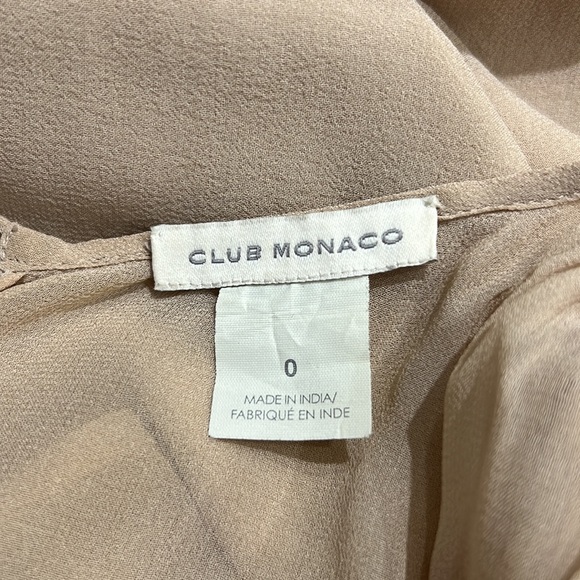 CLUB MONACO
0
MADE IN INDIA/
FABRIQUÉ EN INDE